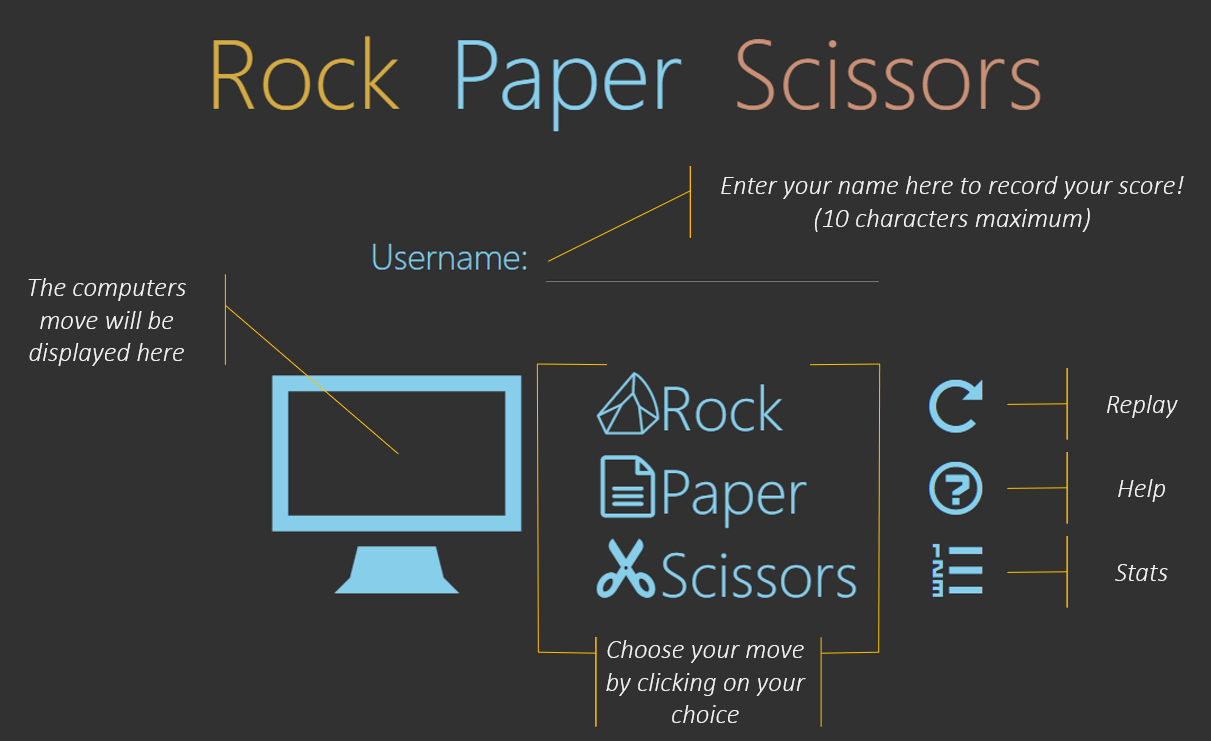 Rock Paper Scissors
Enter your name here to record your score!
(10 characters maximum)
Username:
The computers
move will be
displayed here
Rock
Paper
Scissors
Replay
Help
Stats
Choose your move
by clicking on your
choice